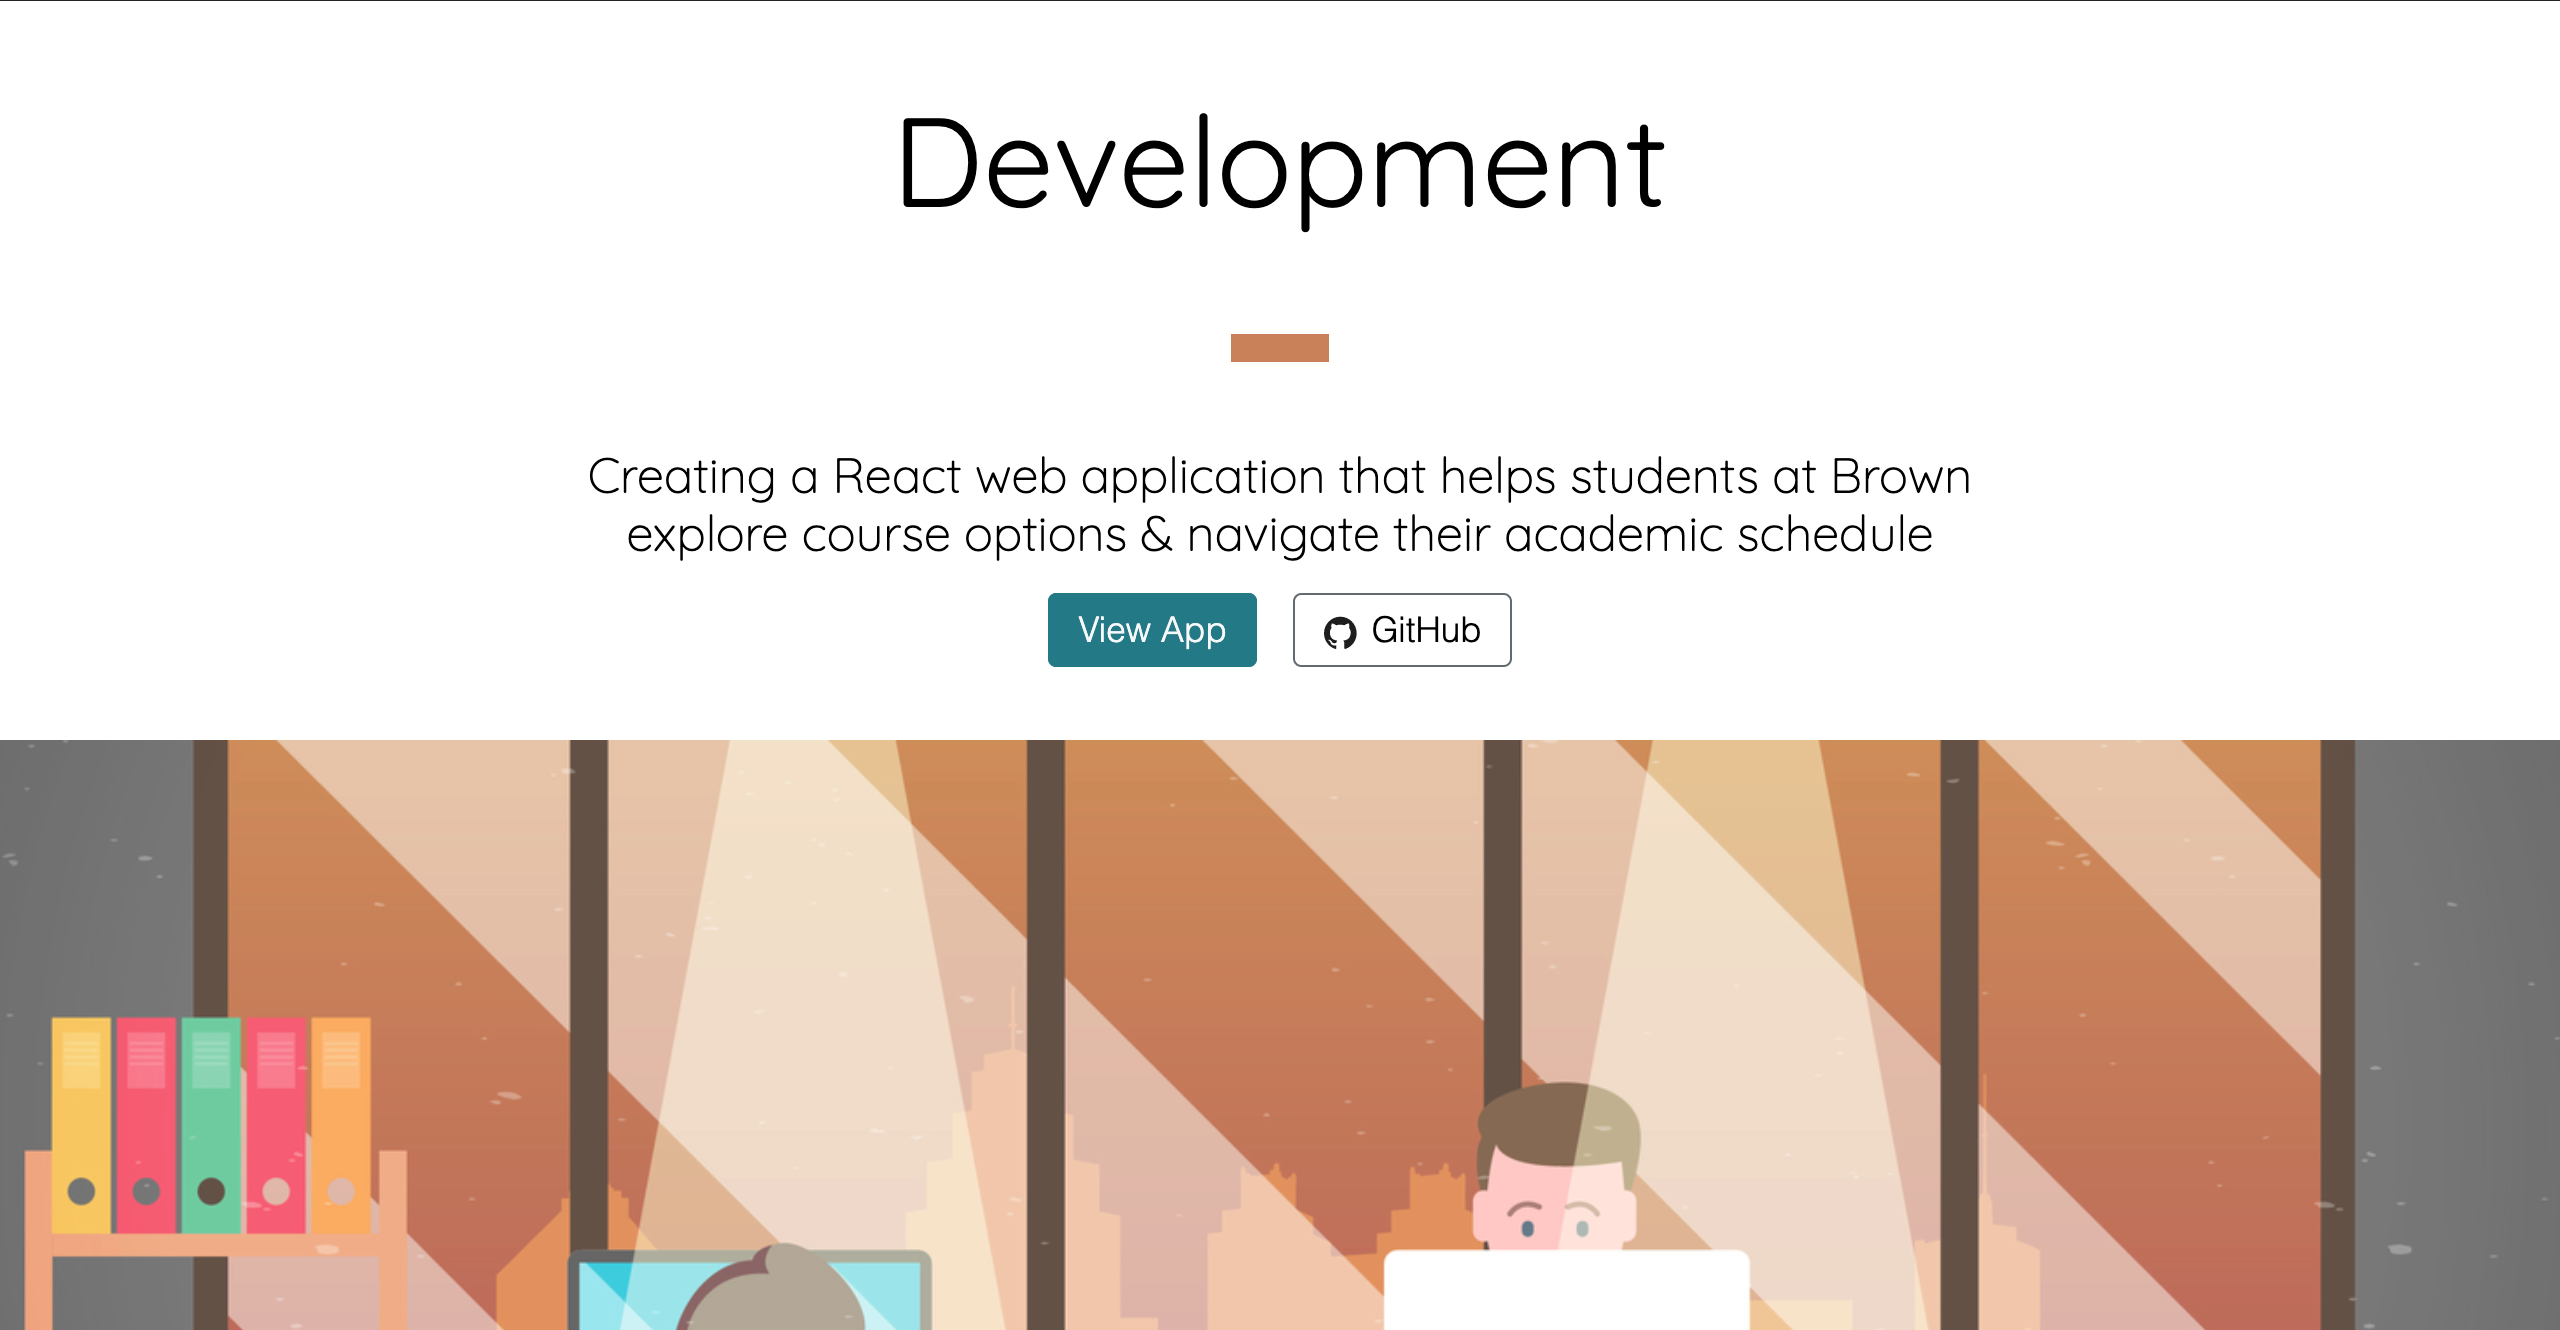 Development
Creating a React web application that helps students at Brown
explore course options & navigate their academic schedule
View App
GitHub